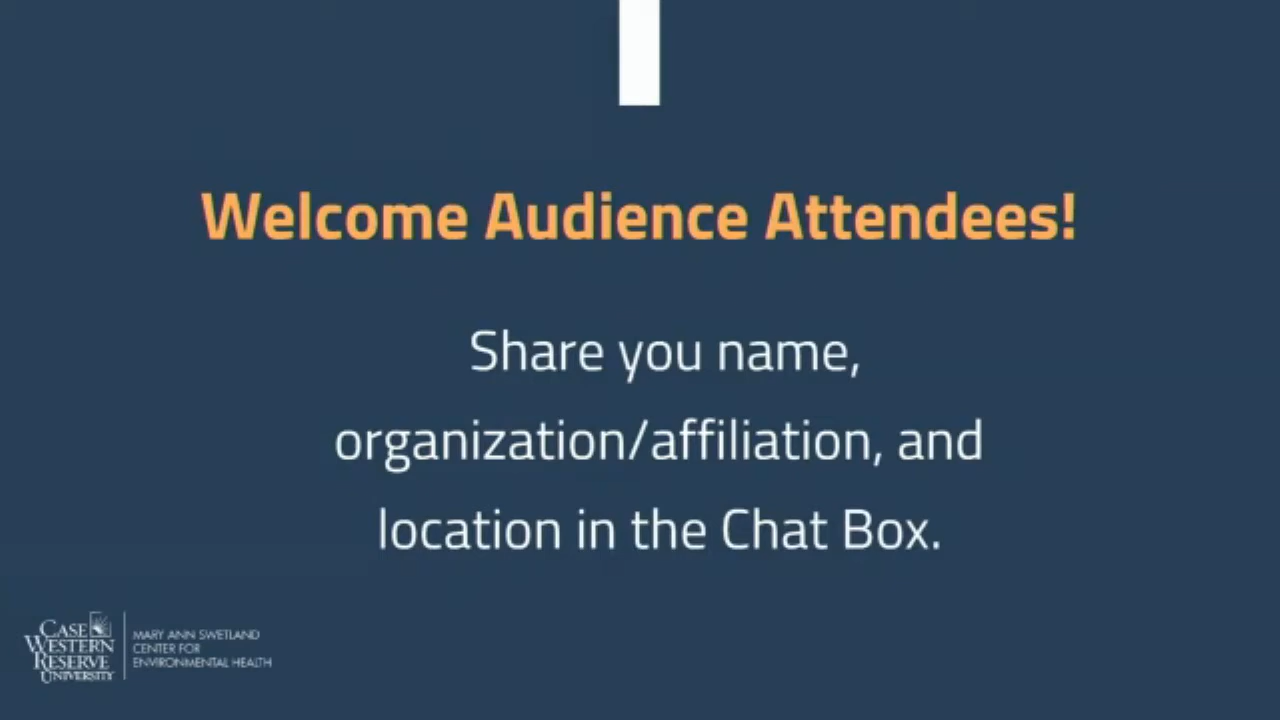 Welcome Audience Attendees!
Share you name,
organization/affiliation, and
location in the Chat Box.
CASE
WESTERN
RESERVE
UNIVERSITY
MARY ANN SWETLAND
CENTER FOR
ENVIRONMENTAL HEALTH